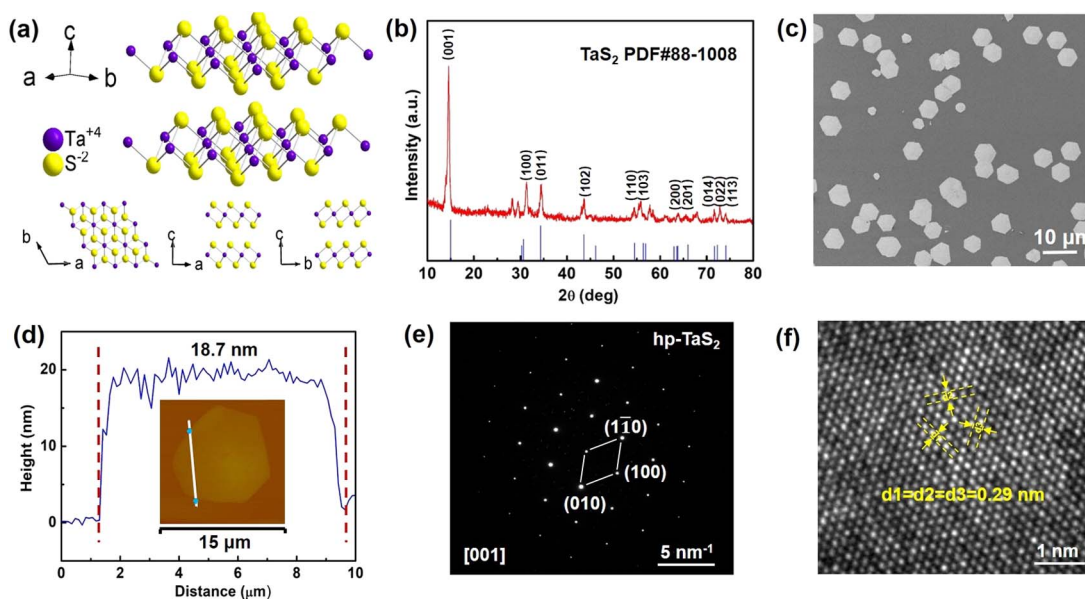 (a)
c
a
b
Ta+4
S-2
b
a
c
a
c
b
(b)
TaS2 PDF#88-1008
Intensity (a.u.)
(001)
(100)
(011)
(102)
(110)
(103)
(200)
(201)
(014)
(022)
(113)
10 20 30 40 50 60 70 80
2θ (deg)
(c)
10 µm
(d)
18.7 nm
Height (nm)
20
10
0
15 µm
0 2 4 6 8 10
Distance (µm)
(e)
hp-TaS2
(11̄0)
(100)
(010)
[001]
5 nm-1
(f)
d1=d2=d3=0.29 nm
1 nm